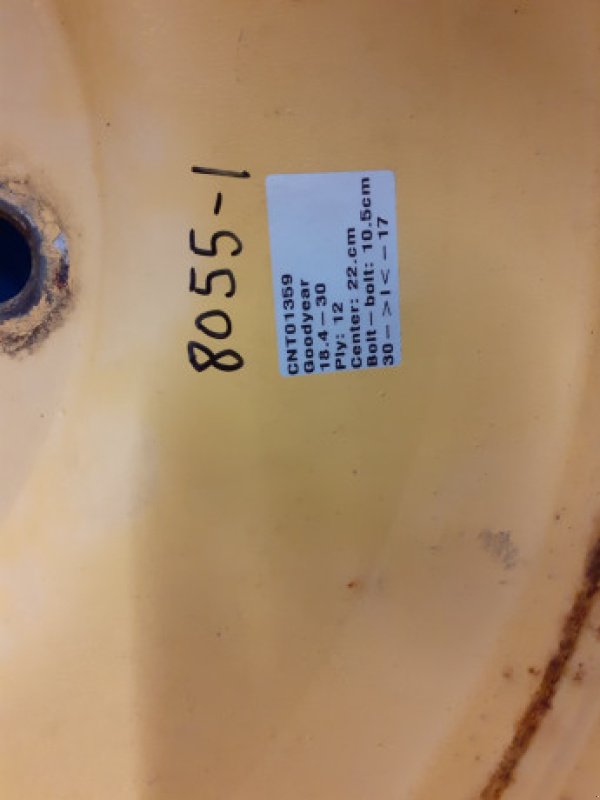 8055-1
CNT01359
Goodyear
18.4-30
Ply: 12
Center: 22.cm
Bolt-bolt: 10.5cm
30->|<-17